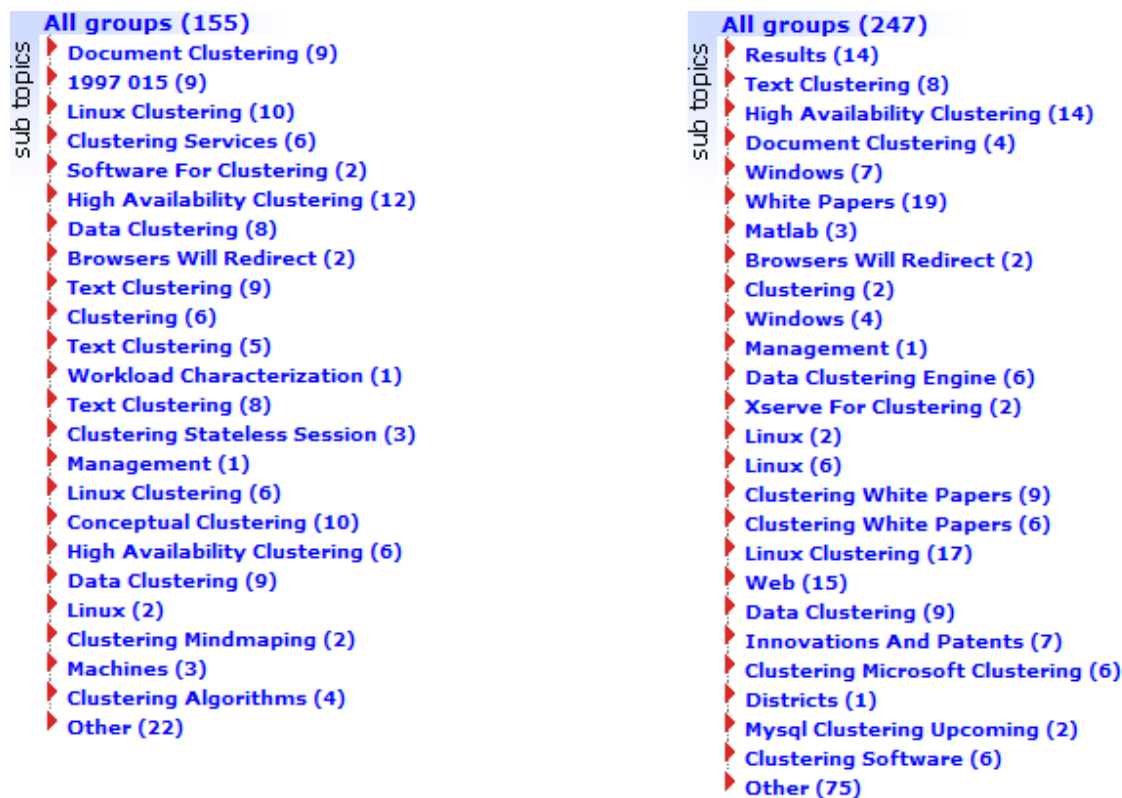 All groups (155)
sub topics
Document Clustering (9)
1997 015 (9)
Linux Clustering (10)
Clustering Services (6)
Software For Clustering (2)
High Availability Clustering (12)
Data Clustering (8)
Browsers Will Redirect (2)
Text Clustering (9)
Clustering (6)
Text Clustering (5)
Workload Characterization (1)
Text Clustering (8)
Clustering Stateless Session (3)
Management (1)
Linux Clustering (6)
Conceptual Clustering (10)
High Availability Clustering (6)
Data Clustering (9)
Linux (2)
Clustering Mindmaping (2)
Machines (3)
Clustering Algorithms (4)
Other (22)
All groups (247)
sub topics
Results (14)
Text Clustering (8)
High Availability Clustering (14)
Document Clustering (4)
Windows (7)
White Papers (19)
Matlab (3)
Browsers Will Redirect (2)
Clustering (2)
Windows (4)
Management (1)
Data Clustering Engine (6)
Xserve For Clustering (2)
Linux (2)
Linux (6)
Clustering White Papers (9)
Clustering White Papers (6)
Linux Clustering (17)
Web (15)
Data Clustering (9)
Innovations And Patents (7)
Clustering Microsoft Clustering (6)
Districts (1)
Mysql Clustering Upcoming (2)
Clustering Software (6)
Other (75)